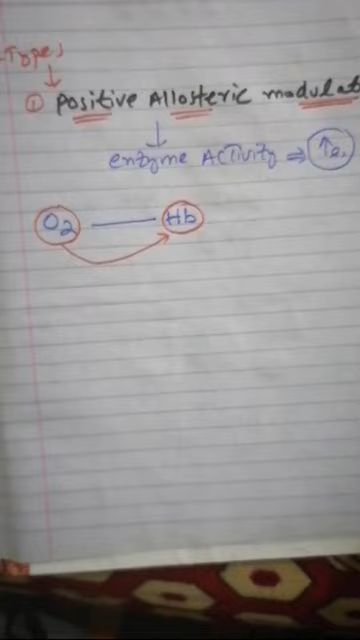 Types
↓
① Positive Allosteric modulat
↓
enzyme Activity ⇒ ↑
O2 — Hb